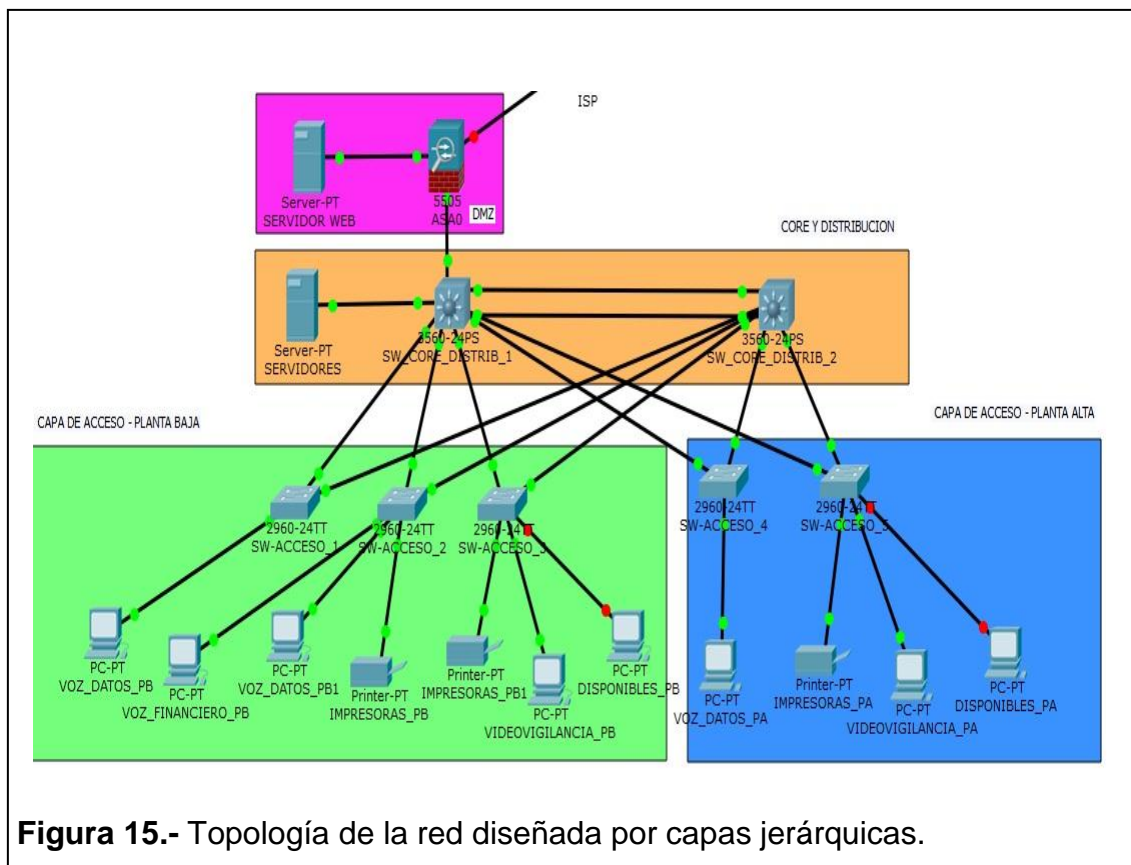 ISP
Server-PT
SERVIDOR WEB
5505
ASA0
DMZ
CORE Y DISTRIBUCION
Server-PT
SERVIDORES
3560-24PS
SW_CORE_DISTRIB_1
3560-24PS
SW_CORE_DISTRIB_2
CAPA DE ACCESO - PLANTA BAJA
CAPA DE ACCESO - PLANTA ALTA
2960-24TT
SW-ACCESO_1
2960-24TT
SW-ACCESO_2
2960-24TT
SW-ACCESO_3
2960-24TT
SW-ACCESO_4
2960-24TT
SW-ACCESO_5
PC-PT
VOZ_DATOS_PB
PC-PT
VOZ_FINANCIERO_PB
PC-PT
VOZ_DATOS_PB1
Printer-PT
IMPRESORAS_PB
Printer-PT
IMPRESORAS_PB1
PC-PT
VIDEOVIGILANCIA_PB
PC-PT
DISPONIBLES_PB
PC-PT
VOZ_DATOS_PA
Printer-PT
IMPRESORAS_PA
PC-PT
VIDEOVIGILANCIA_PA
PC-PT
DISPONIBLES_PA
Figura 15.- Topología de la red diseñada por capas jerárquicas.